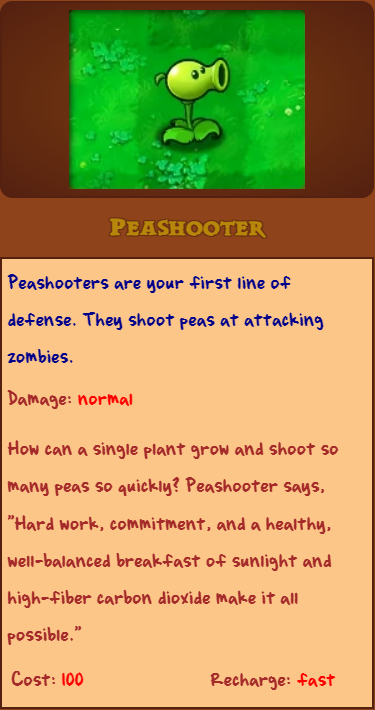 Peashooter
Peashooters are your first line of
defense. They shoot peas at attacking
zombies.
Damage: normal
How can a single plant grow and shoot so
many peas so quickly? Peashooter says,
"Hard work, commitment, and a healthy,
well-balanced breakfast of sunlight and
high-fiber carbon dioxide make it all
possible."
Cost: 100 Recharge: fast